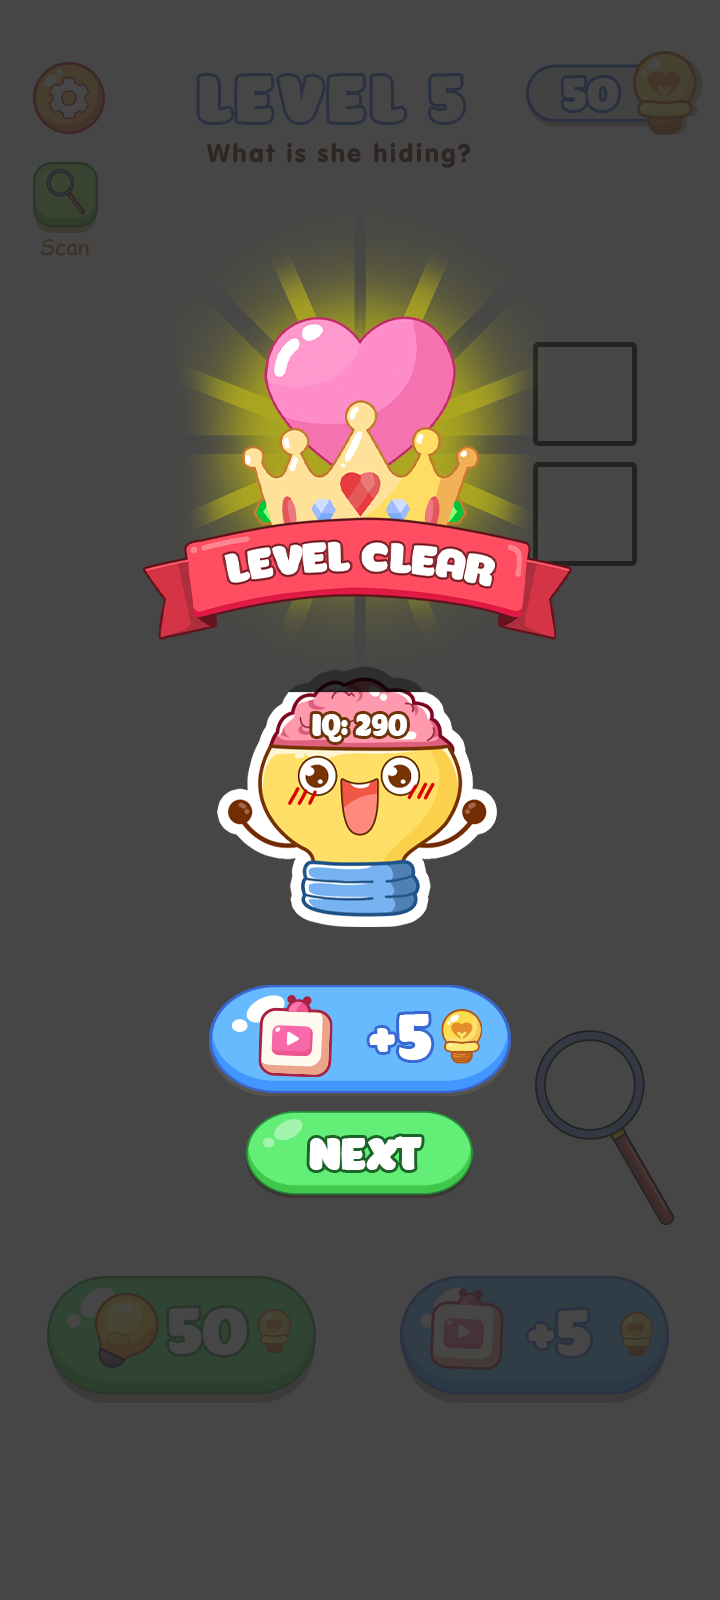 LEVEL 5
50
What is she hiding?
Scan
LEVEL CLEAR
IQ: 290
+5
NEXT
50
+5